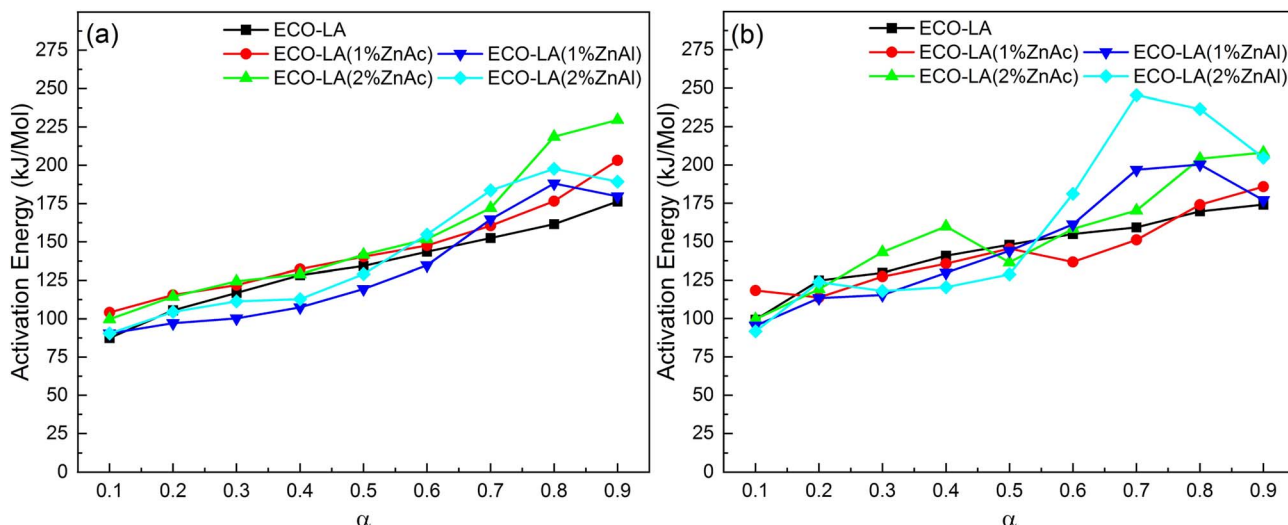 (a)
ECO-LA
ECO-LA(1%ZnAc) ECO-LA(1%ZnAl)
ECO-LA(2%ZnAc) ECO-LA(2%ZnAl)
Activation Energy (kJ/Mol)
275
250
225
200
175
150
125
100
75
50
25
0
0.1 0.2 0.3 0.4 0.5 0.6 0.7 0.8 0.9
α
(b)
ECO-LA
ECO-LA(1%ZnAc) ECO-LA(1%ZnAl)
ECO-LA(2%ZnAc) ECO-LA(2%ZnAl)
Activation Energy (kJ/Mol)
275
250
225
200
175
150
125
100
75
50
25
0
0.1 0.2 0.3 0.4 0.5 0.6 0.7 0.8 0.9
α